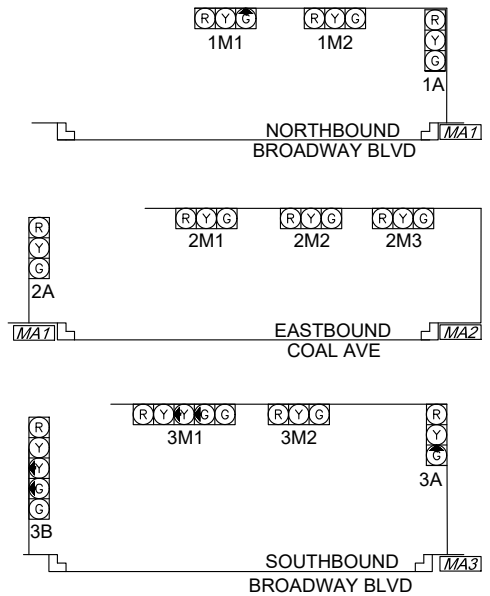 R Y G R Y G R
Y
G
1M1 1M2 1A
NORTHBOUND MA1
BROADWAY BLVD
R Y G R Y G R Y G
R
Y
G
2M1 2M2 2M3
2A
MA1 EASTBOUND MA2
COAL AVE
R Y Y G G R Y G R
Y
G
3M1 3M2 3A
R
Y
Y
G
G
3B
SOUTHBOUND MA3
BROADWAY BLVD